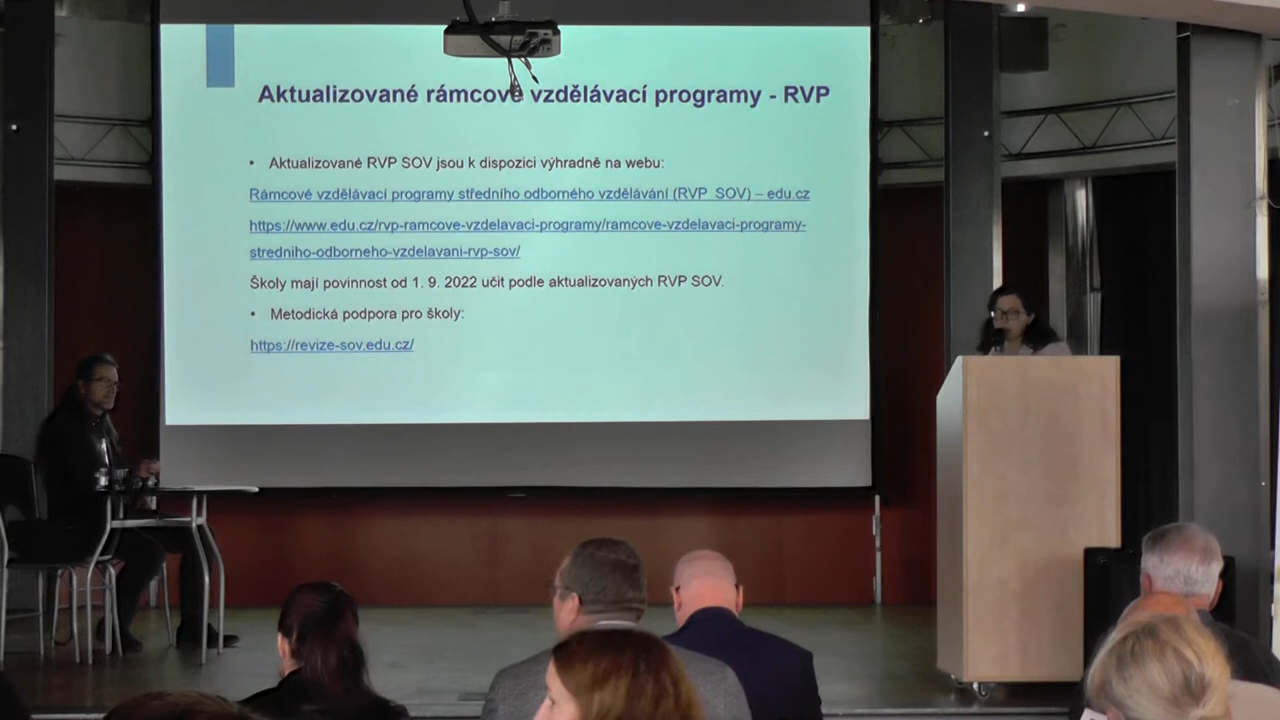 Aktualizované rámcové vzdělávací programy - RVP
• Aktualizované RVP SOV jsou k dispozici výhradně na webu:
Rámcové vzdělávací programy středního odborného vzdělávání (RVP SOV) – edu.cz
https://www.edu.cz/rvp-ramcove-vzdelavaci-programy/ramcove-vzdelavaci-programy-
stredniho-odborneho-vzdelavani-rvp-sov/
Školy mají povinnost od 1. 9. 2022 učit podle aktualizovaných RVP SOV.
• Metodická podpora pro školy:
https://revize-sov.edu.cz/